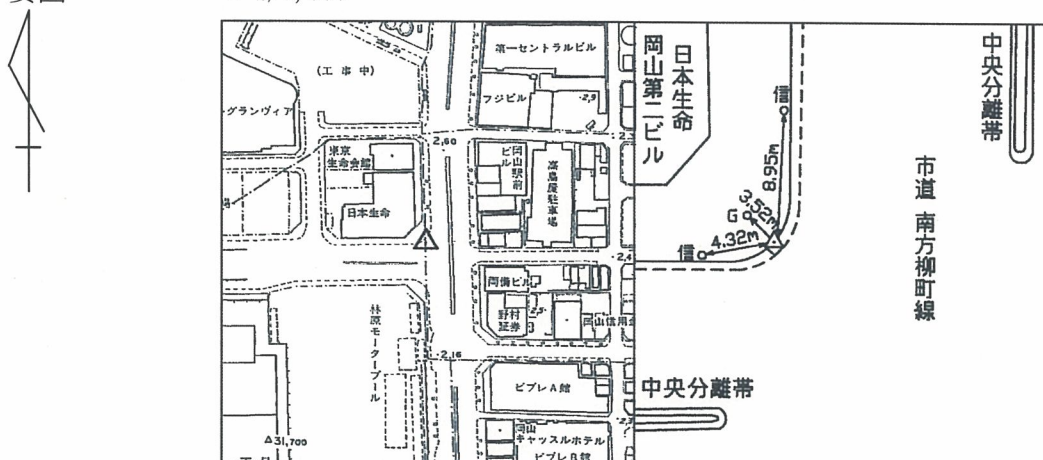 第一セントラルビル
(工事中)
フジビル
・2,9
グランヴィア
2,60
東京
生命会館
岡山駅前
ビル
高島屋駐車場
日本生命
・2,4
岡備ビル
野村
証券
岡山信用金
林原モータープール
・2,16
ビブレA館
岡山
キャッスルホテル
ビブレB館
△31,700
日本生命
岡山第二ビル
信
8.95m
3.52m
G
信
4.32m
中央分離帯
市道 南方柳町線
中央分離帯